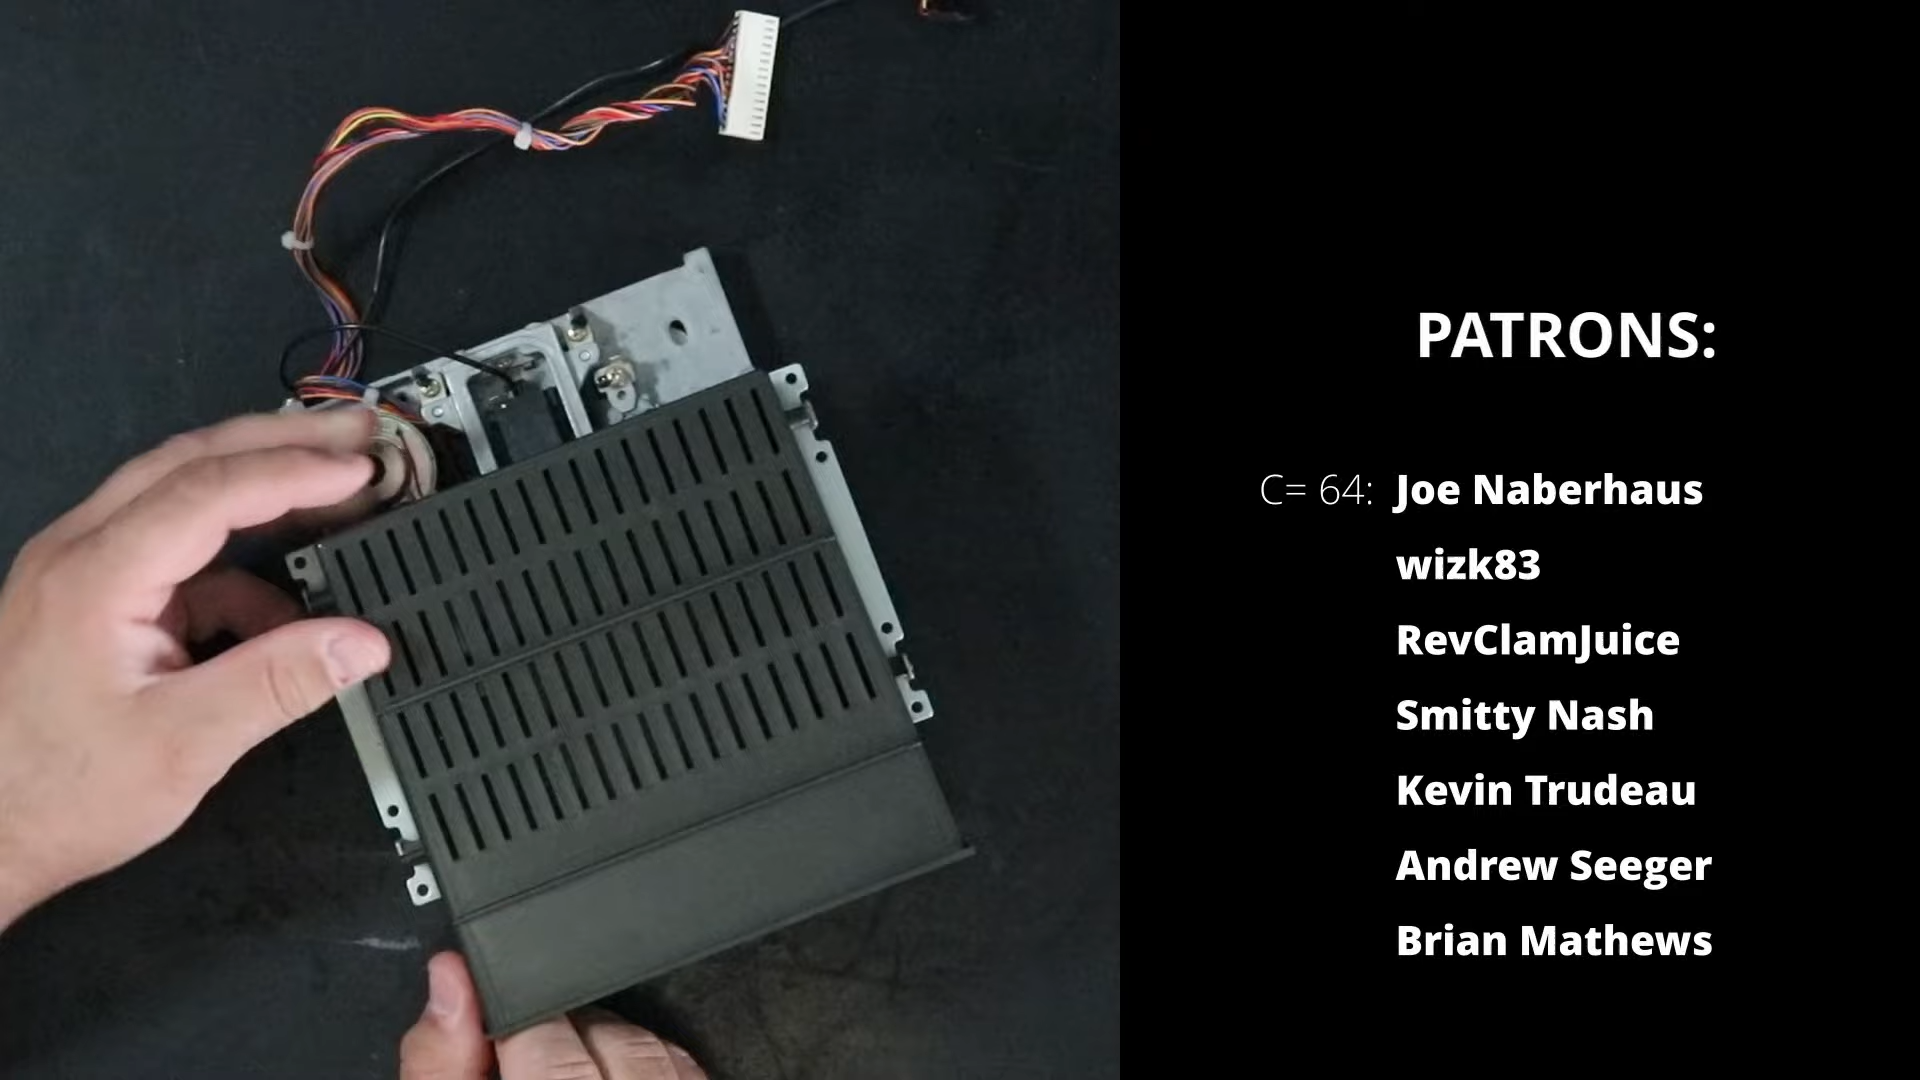 PATRONS:
C= 64: Joe Naberhaus
wizk83
RevClamJuice
Smitty Nash
Kevin Trudeau
Andrew Seeger
Brian Mathews